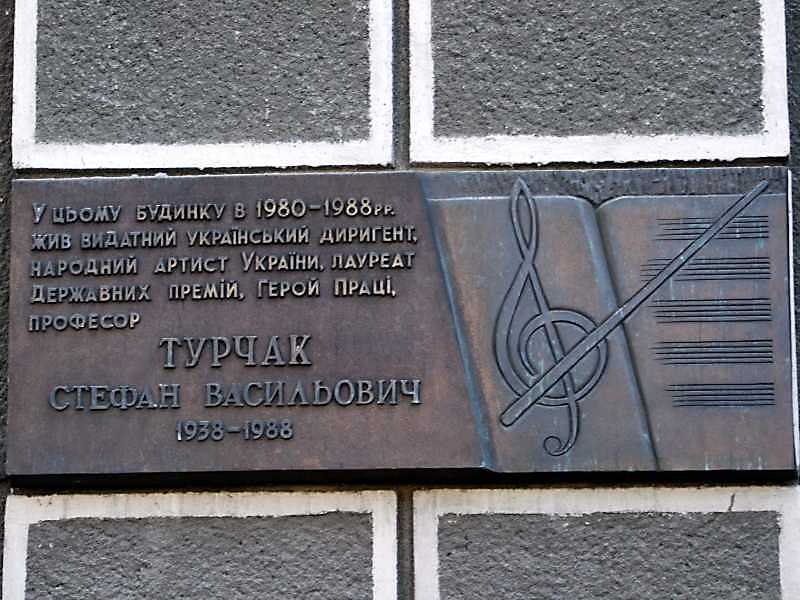 У цьому будинку в 1980-1988рр.
жив видатний український диригент,
народний артист України, лауреат
Державних премій, Герой Праці,
професор
ТУРЧАК
СТЕФАН ВАСИЛЬОВИЧ
1938-1988